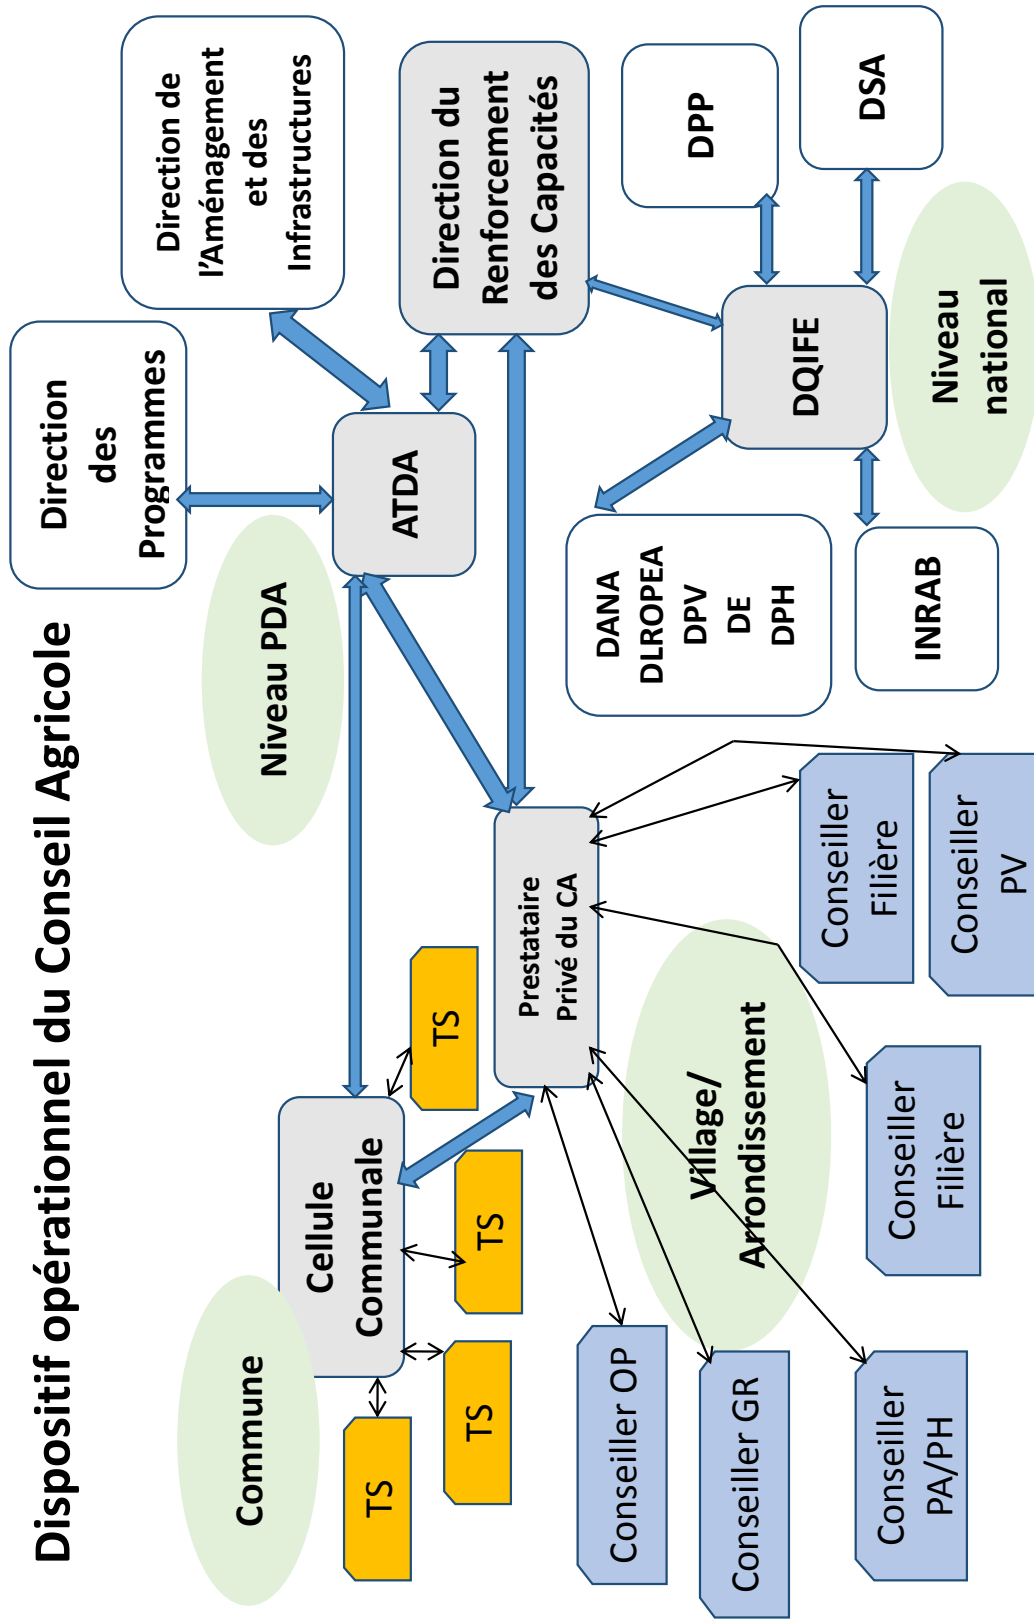 Dispositif opérationnel du Conseil Agricole
Commune
Niveau PDA
Direction
des
Programmes
Direction de
l'Aménagement
et des
Infrastructures
Cellule
Communale
ATDA
Direction du
Renforcement
des Capacités
TS
TS
TS
TS
Prestataire
Privé du CA
Village/
Arrondissement
Conseiller OP
Conseiller GR
Conseiller
PA/PH
Conseiller
Filière
Conseiller
Filière
Conseiller
PV
DANA
DLROPEA
DPV
DE
DPH
DPP
DQIFE
DSA
INRAB
Niveau
national